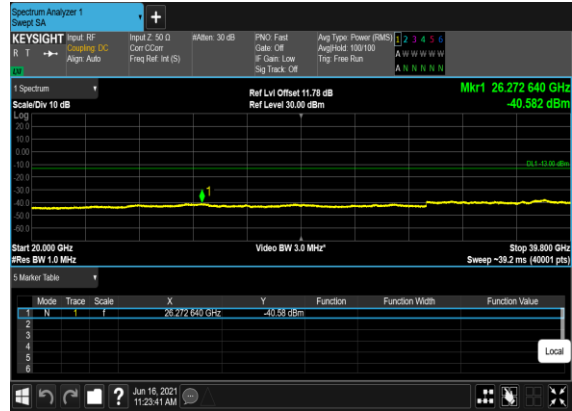 Spectrum Analyzer 1
Swept SA
+
KEYSIGHT Input: RF Input Z: 50 Ω #Atten: 30 dB PNO: Fast Avg Type: Power (RMS) 1 2 3 4 5 6
R T Coupling: DC Corr CCorr Gate: Off Avg|Hold: 100/100 A W W W W W
Align: Auto Freq Ref: Int (S) IF Gain: Low Trig: Free Run
Sig Track: Off A N N N N N
1 Spectrum Ref Lvl Offset 11.78 dB Mkr1 26.272 640 GHz
Scale/Div 10 dB Ref Level 30.00 dBm -40.582 dBm
Log
20.0
10.0
0.00
-10.0
DL1 -13.00 dBm
-20.0
-30.0
1
-40.0
-50.0
-60.0
Start 20.000 GHz Video BW 3.0 MHz* Stop 39.800 GHz
#Res BW 1.0 MHz Sweep ~39.2 ms (40001 pts)
5 Marker Table
Mode Trace Scale X Y Function Function Width Function Value
1 N 1 f 26.272 640 GHz -40.58 dBm
2
3
4
5
6
Local
? Jun 16, 2021
11:23:41 AM